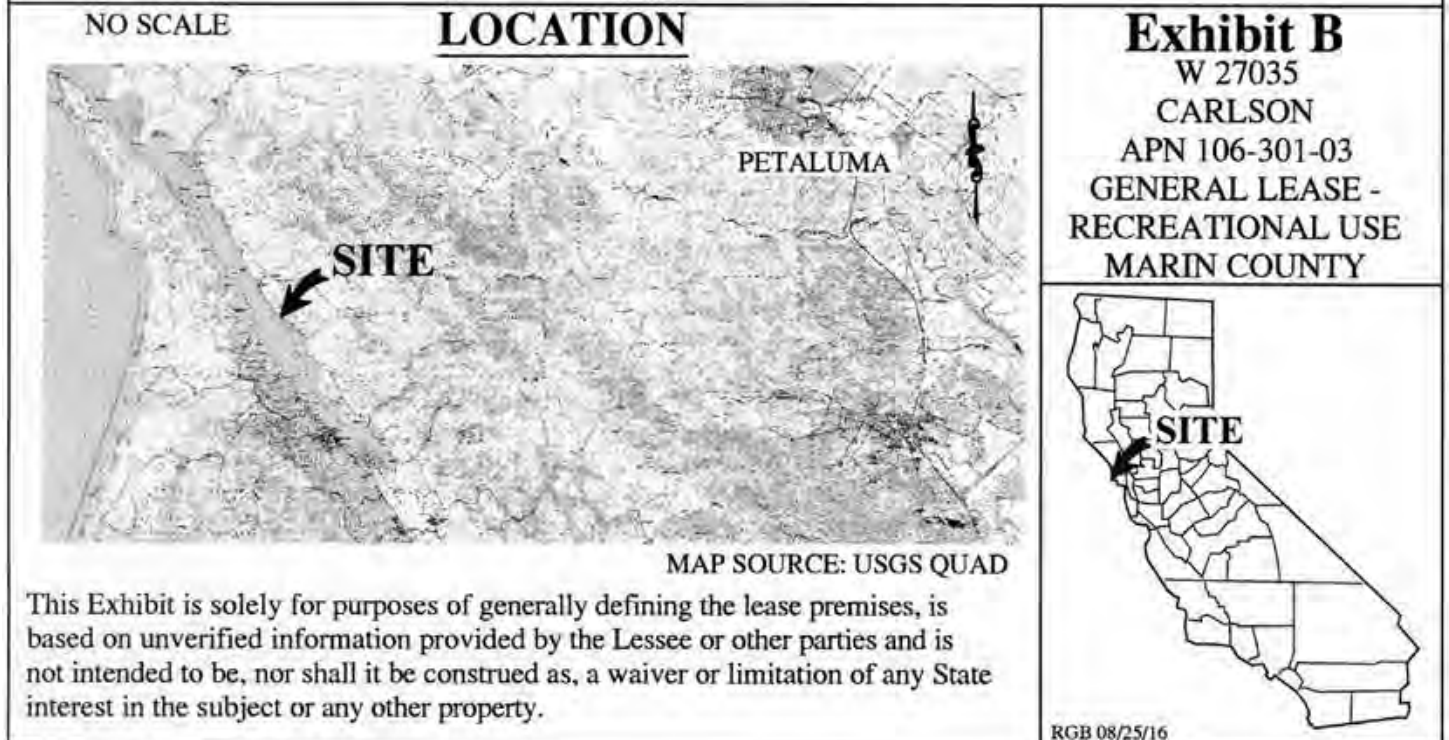 NO SCALE
LOCATION
PETALUMA
SITE
MAP SOURCE: USGS QUAD
This Exhibit is solely for purposes of generally defining the lease premises, is
based on unverified information provided by the Lessee or other parties and is
not intended to be, nor shall it be construed as, a waiver or limitation of any State
interest in the subject or any other property.
Exhibit B
W 27035
CARLSON
APN 106-301-03
GENERAL LEASE -
RECREATIONAL USE
MARIN COUNTY
SITE
RGB 08/25/16